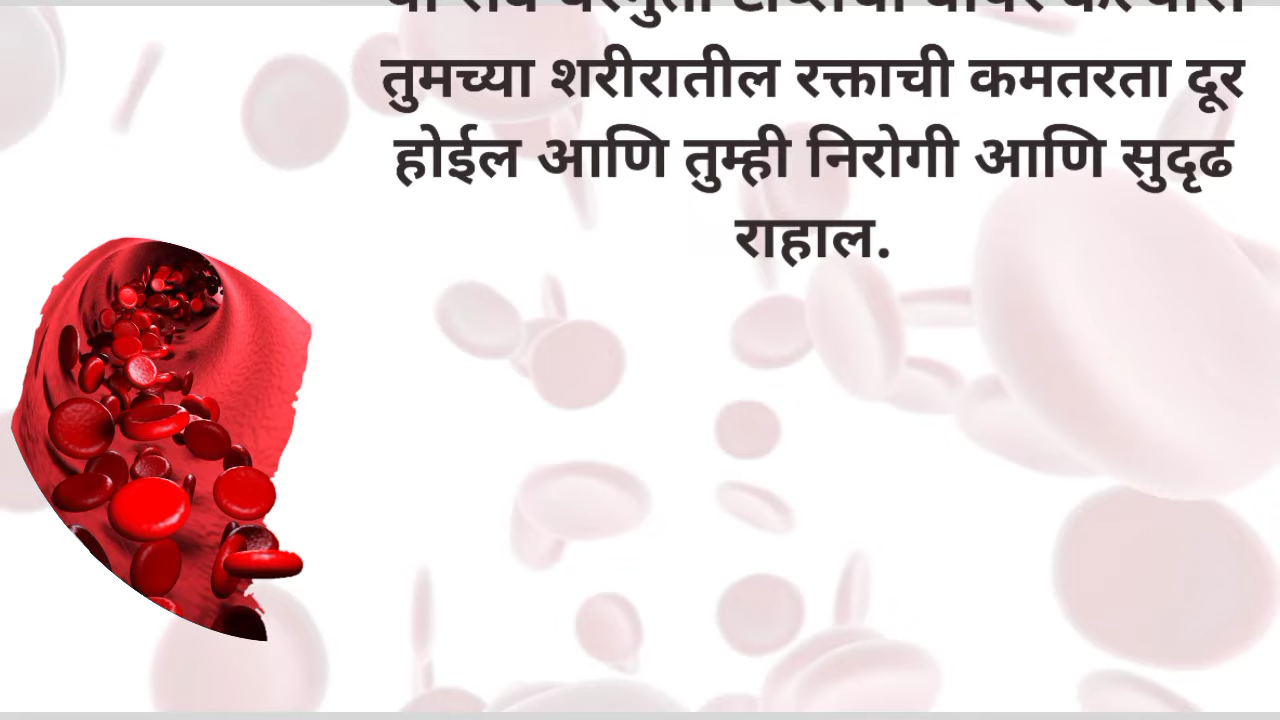 तुमच्या शरीरातील रक्ताची कमतरता दूर
होईल आणि तुम्ही निरोगी आणि सुदृढ
राहाल.